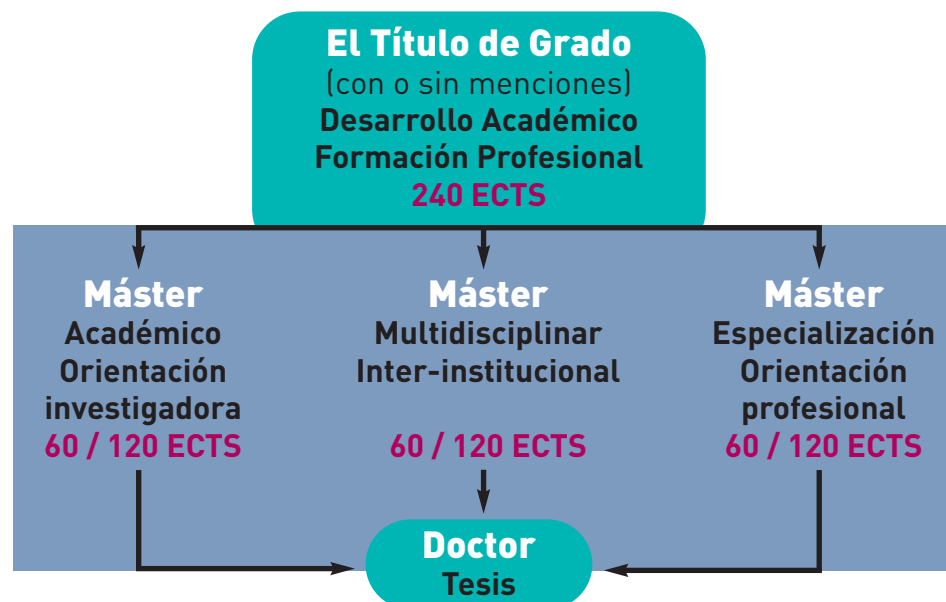 El Título de Grado
(con o sin menciones)
Desarrollo Académico
Formación Profesional
240 ECTS
Máster
Académico
Orientación
investigadora
60 / 120 ECTS
Máster
Multidisciplinar
Inter-institucional
60 / 120 ECTS
Máster
Especialización
Orientación
profesional
60 / 120 ECTS
Doctor
Tesis